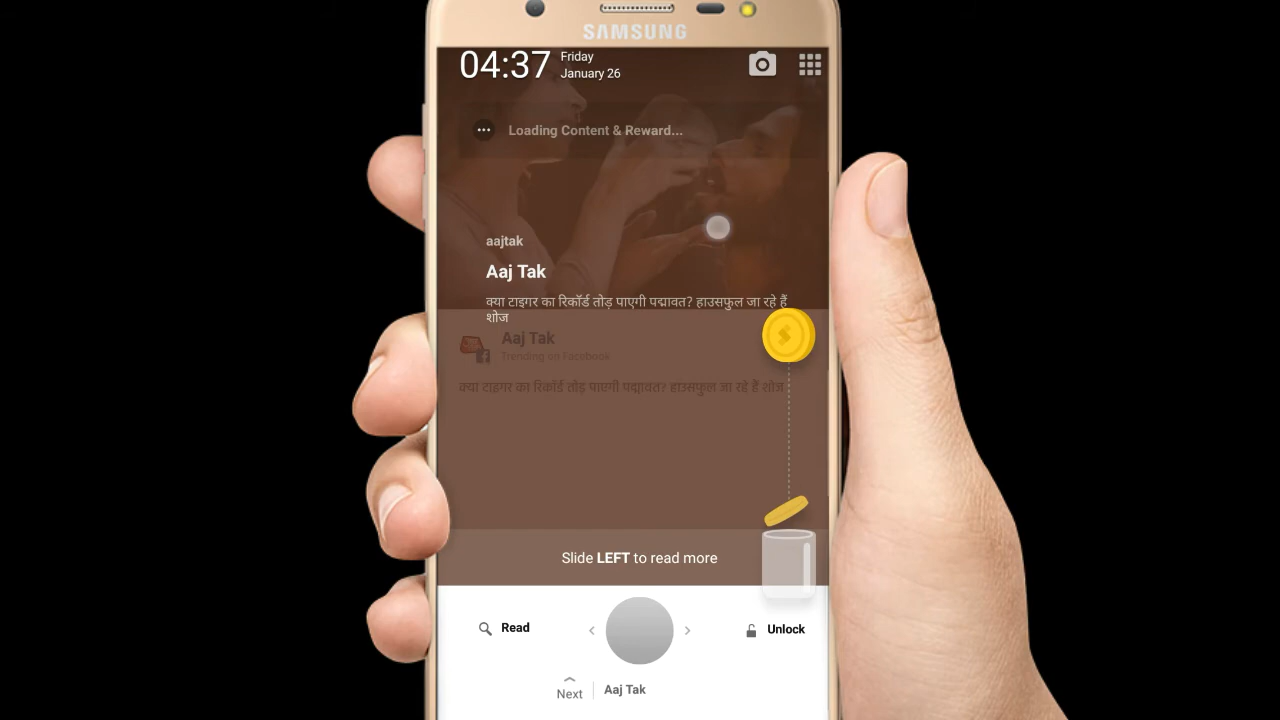 SAMSUNG
04:37 Friday
January 26
Loading Content & Reward...
aajtak
Aaj Tak
क्या टाइगर का रिकॉर्ड तोड़ पाएगी पद्मावत? हाउसफुल जा रहे हैं
शोज
Aaj Tak
Trending on Facebook
क्या टाइगर का रिकॉर्ड तोड़ पाएगी पद्मावत? हाउसफुल जा रहे हैं शोज
Slide LEFT to read more
Read
Unlock
Next
Aaj Tak